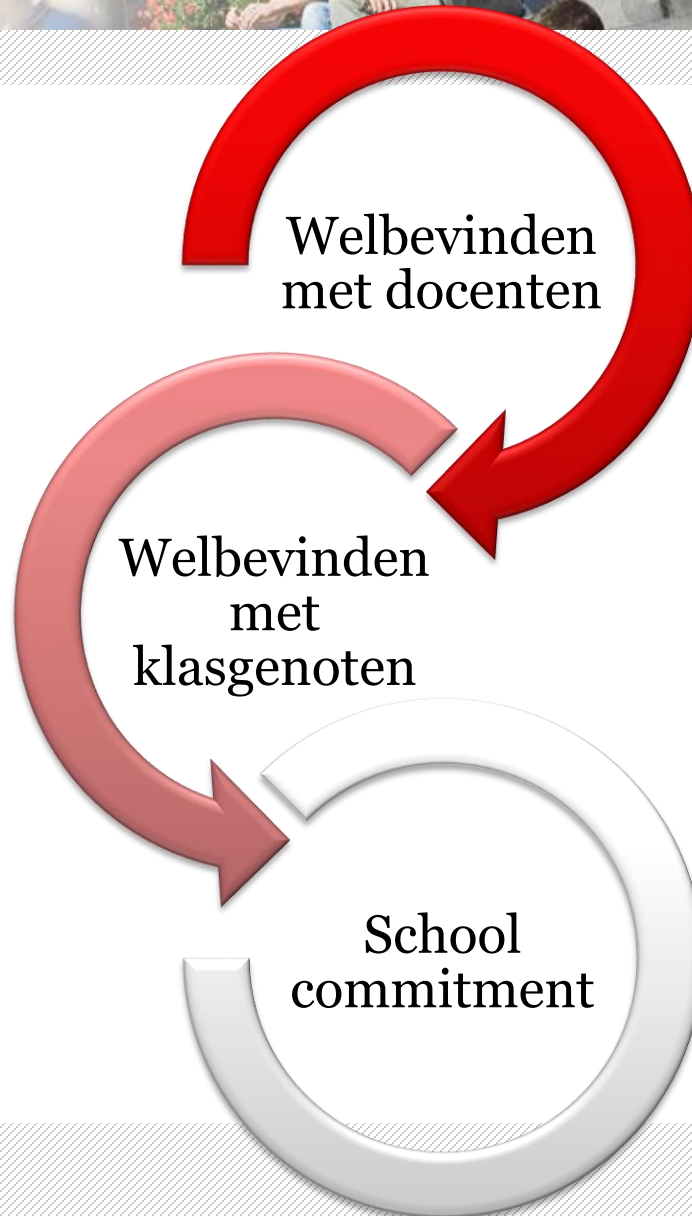 Welbevinden
met docenten
Welbevinden
met
klasgenoten
School
commitment